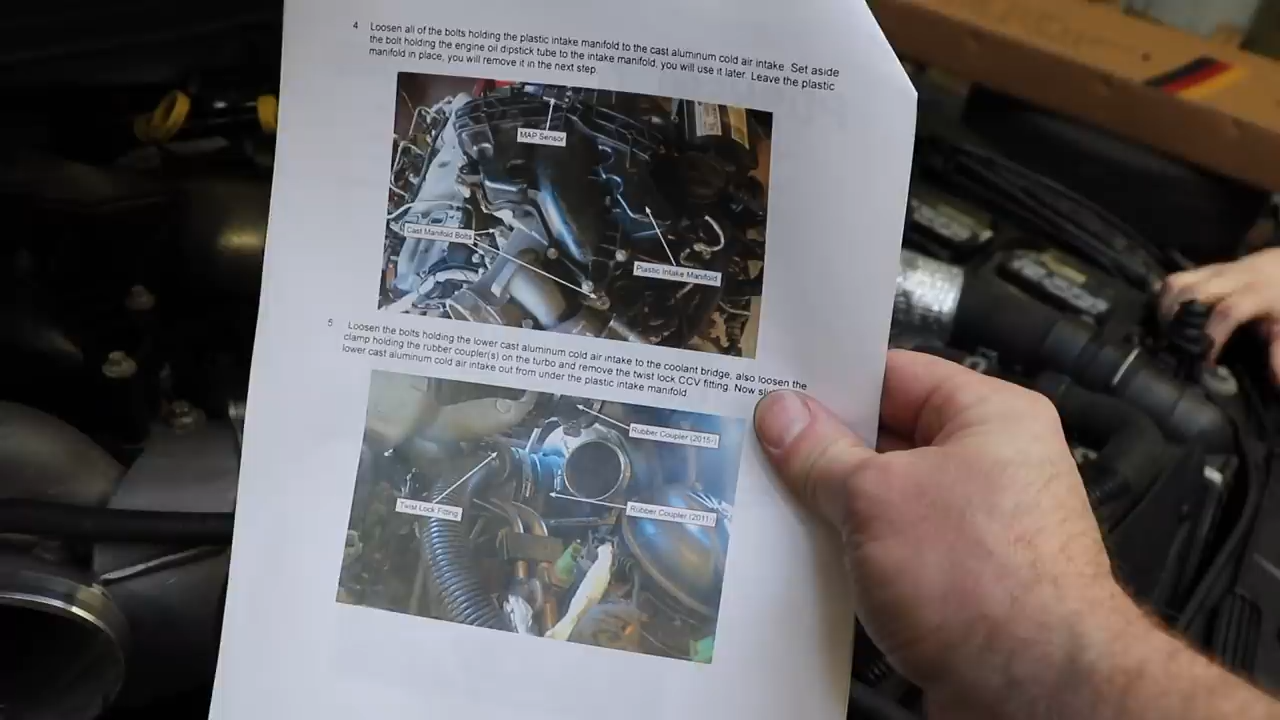 4 Loosen all of the bolts holding the plastic intake manifold to the cast aluminum cold air intake. Set aside
the bolt holding the engine oil dipstick tube to the intake manifold, you will use it later. Leave the plastic
manifold in place, you will remove it in the next step.
MAP Sensor
Cast Manifold Bolts
Plastic Intake Manifold
5 Loosen the bolts holding the lower cast aluminum cold air intake to the coolant bridge, also loosen the
clamp holding the rubber coupler(s) on the turbo and remove the twist lock CCV fitting. Now
lower cast aluminum cold air intake out from under the plastic intake manifold
Rubber Coupler (2015-)
Twist Lock Fitting
Rubber Coupler (2011-)